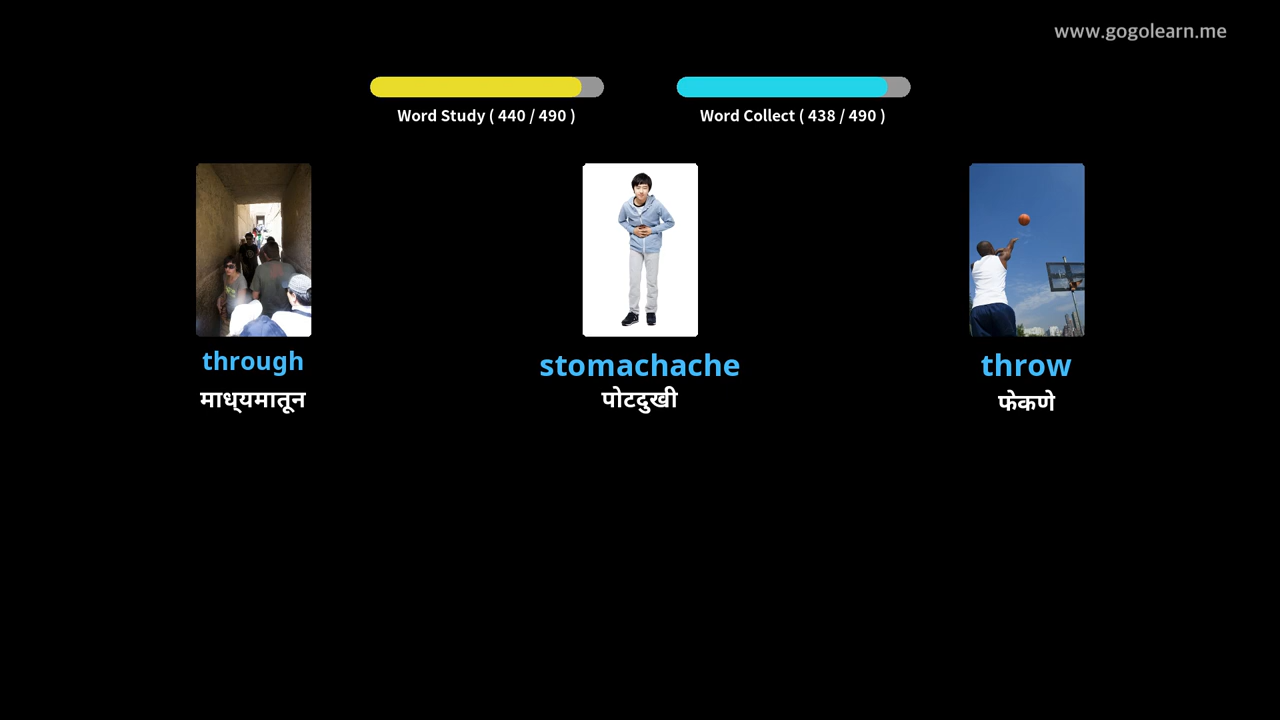 www.gogolearn.me
Word Study ( 440 / 490 )
Word Collect ( 438 / 490 )
through
माध्यमातून
stomachache
पोटदुखी
throw
फेकणे